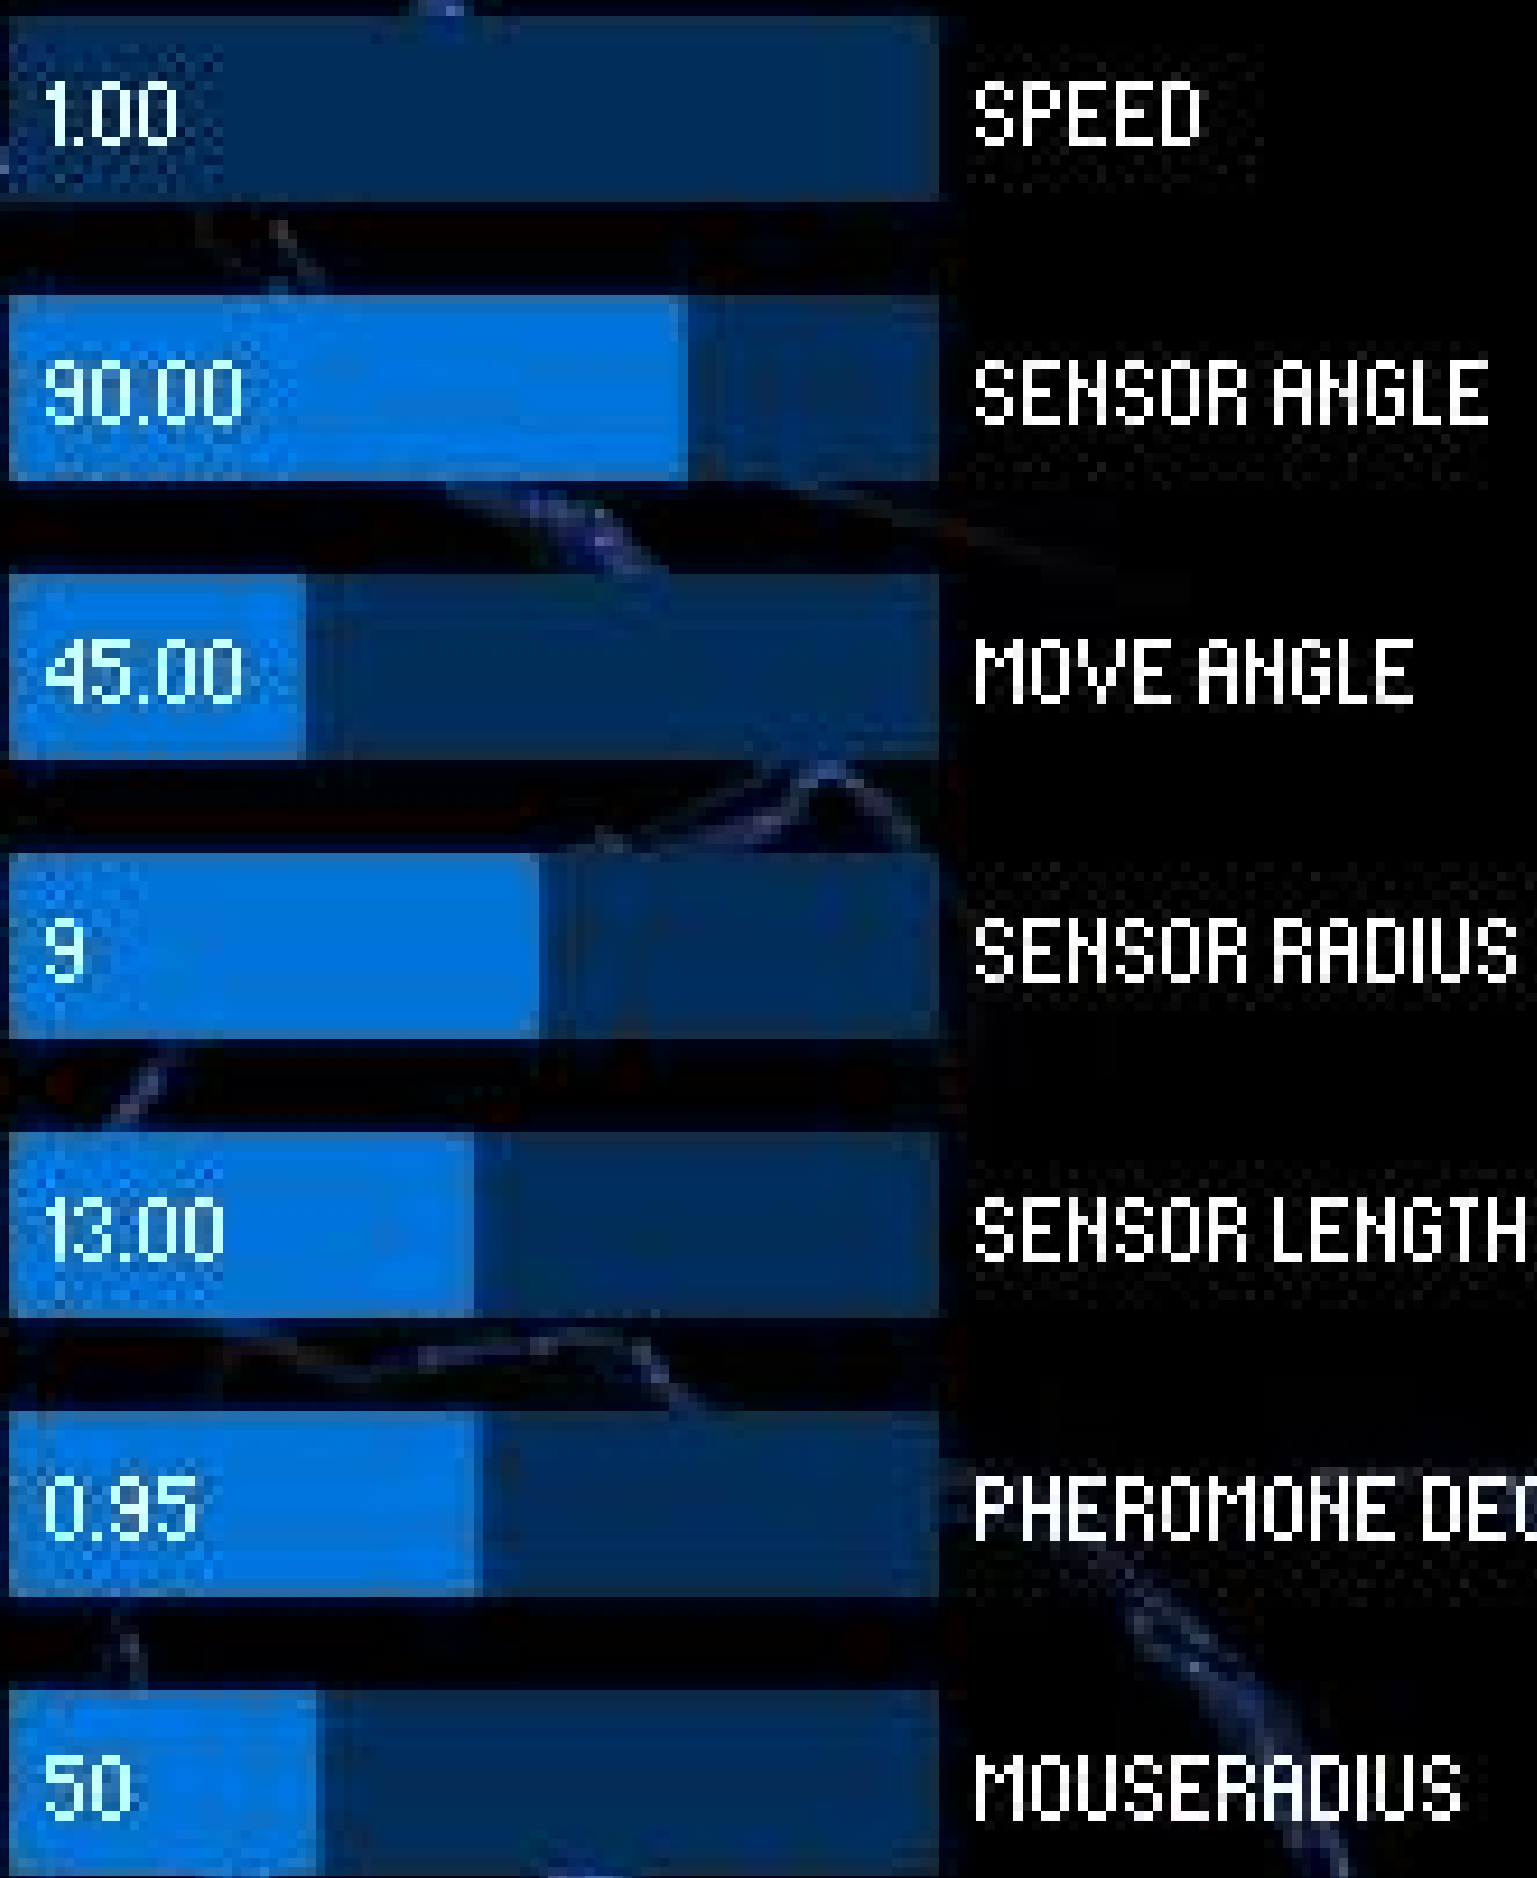 1.00 SPEED
90.00 SENSOR ANGLE
45.00 MOVE ANGLE
9 SENSOR RADIUS
13.00 SENSOR LENGTH
0.95 PHEROMONE
50 MOUSERADIUS